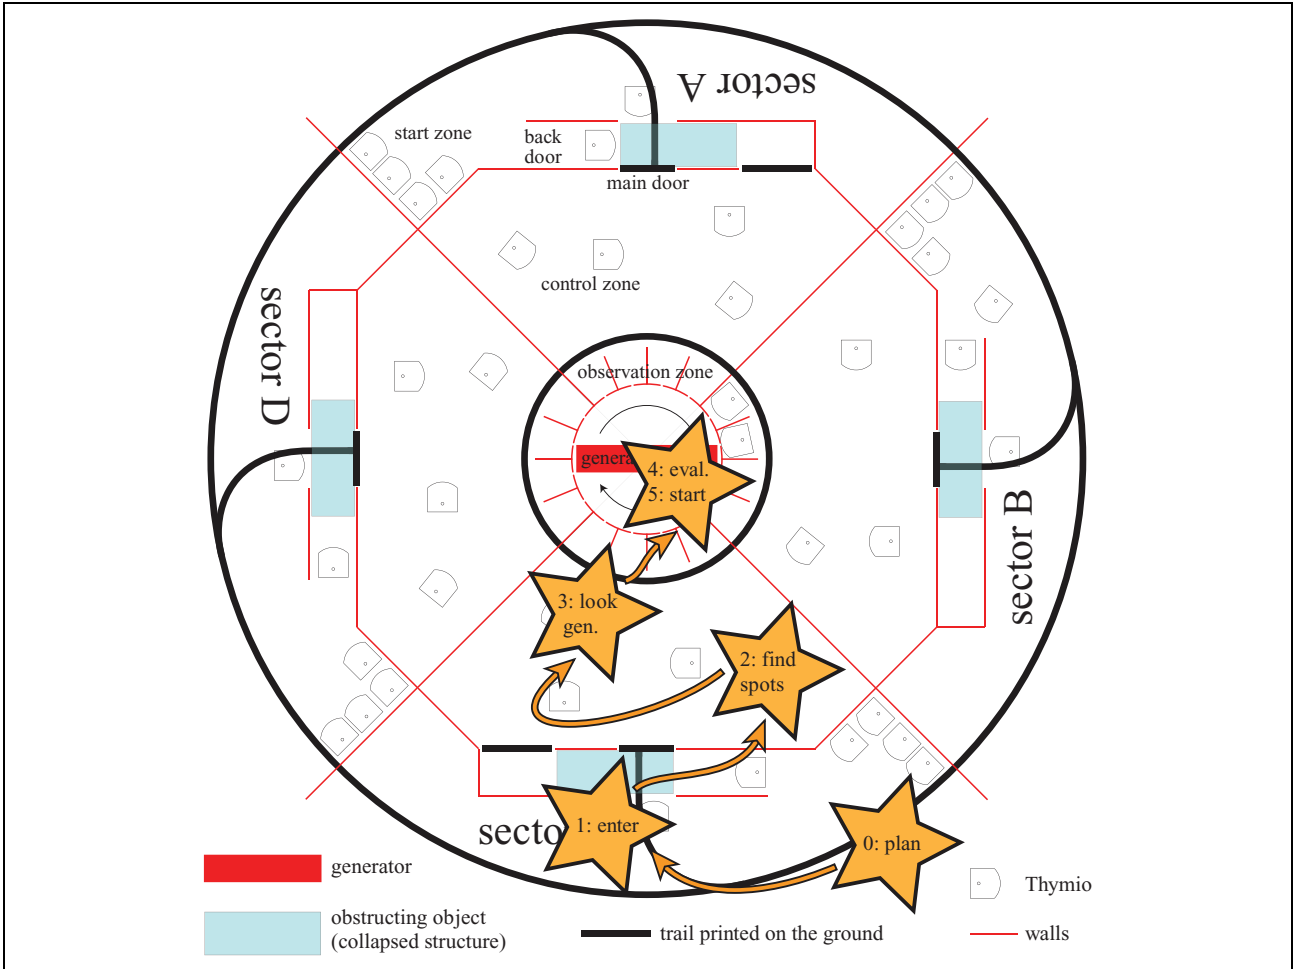 sector A
start zone
back
door
main door
control zone
sector D
observation zone
4: eval.
5: start
sector B
3: look
gen.
2: find
spots
1: enter
0: plan
generator
Thymio
obstructing object
(collapsed structure)
trail printed on the ground
walls